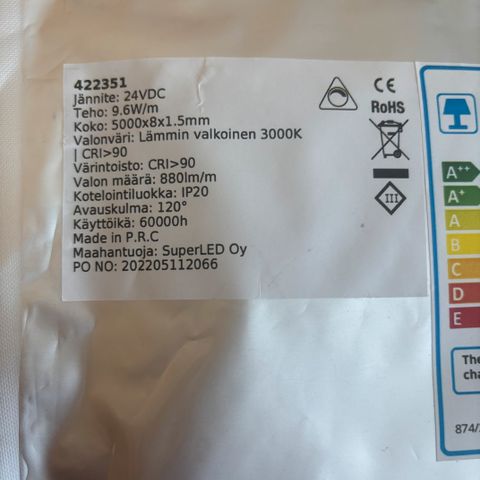 422351
Jännite: 24VDC
Teho: 9.6W/m
Koko: 5000x8x1.5mm
Valonväri: Lämmin valkoinen 3000K
| CRI>90
Värintoisto: CRI>90
Valon määrä: 880lm/m
Kotelointiluokka: IP20
Avauskulma: 120°
Käyttöikä: 60000h
Made in P.R.C
Maahantuoja: SuperLED Oy
PO NO: 202205112066
CE
RoHS
III
A++
A+
A
B
C
D
E
The
cha
874/